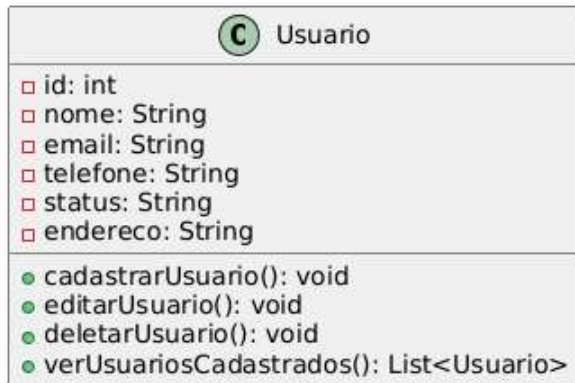 C Usuario
id: int
nome: String
email: String
telefone: String
status: String
endereco: String
cadastrarUsuario(): void
editarUsuario(): void
deletarUsuario(): void
verUsuariosCadastrados(): List<Usuario>